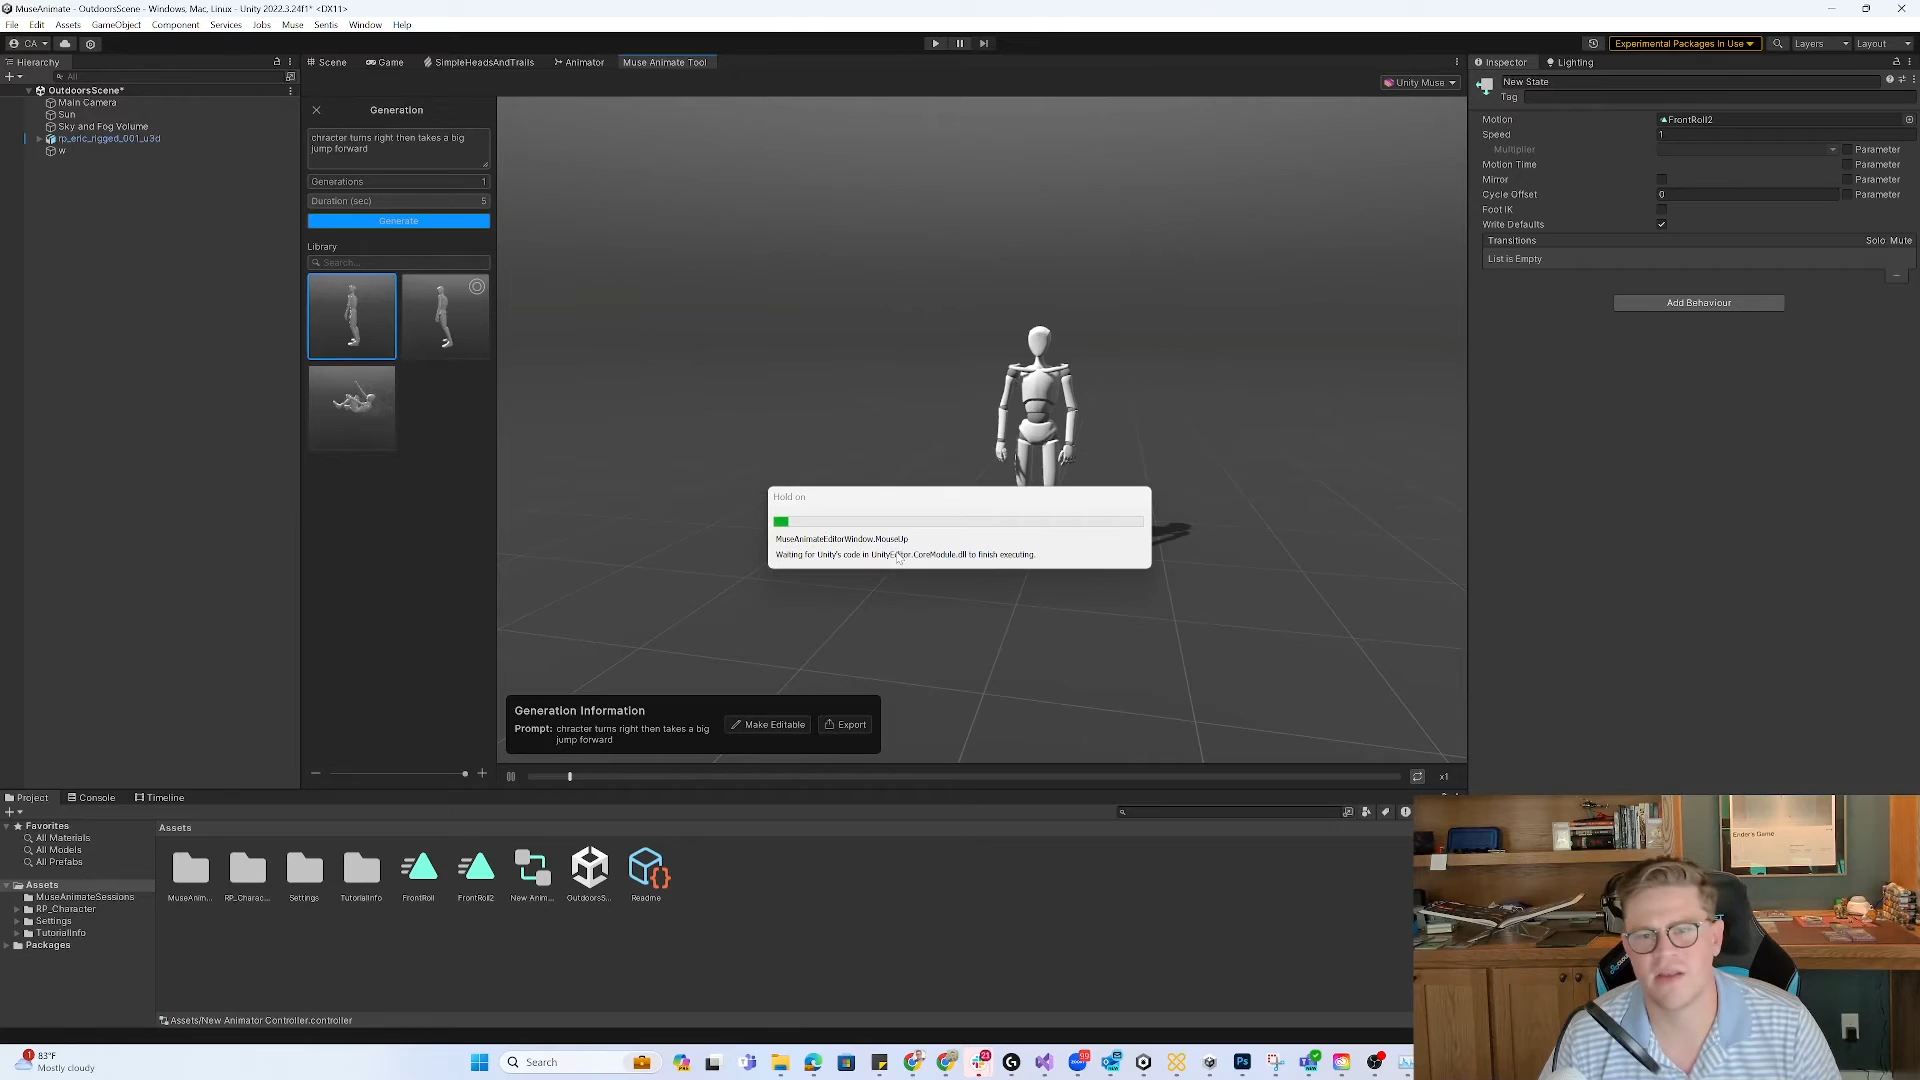 MuseAnimate - OutdoorsScene - Windows, Mac, Linux - Unity 2022.3.24f1* <DX11>
File Edit Assets GameObject Component Services Jobs Muse Sentis Window Help
CA
Experimental Packages In Use
Layers
Layout
Hierarchy
Scene
Game
SimpleHeadsAndTrails
Animator
Muse Animate Tool
Inspector
Lighting
All
Unity Muse
OutdoorsScene*
Main Camera
Sun
Sky and Fog Volume
rp_eric_rigged_001_u3d
w
Generation
chracter turns right then takes a big
jump forward
Generations 1
Duration (sec) 5
Generate
Library
Search...
New State
Tag
Motion FrontRoll2
Speed 1
Multiplier Parameter
Motion Time Parameter
Mirror Parameter
Cycle Offset 0 Parameter
Foot IK
Write Defaults
Transitions Solo Mute
List is Empty
Add Behaviour
Hold on
MuseAnimateEditorWindow.MouseUp
Waiting for Unity's code in UnityEditor.CoreModule.dll to finish executing.
Generation Information
Prompt: chracter turns right then takes a big
jump forward
Make Editable
Export
x1
Project
Console
Timeline
Favorites
All Materials
All Models
All Prefabs
Assets
MuseAnimateSessions
RP_Character
Settings
TutorialInfo
Packages
Assets
MuseAnim...
RP_Charac...
Settings
TutorialInfo
FrontRoll
FrontRoll2
New Anim...
OutdoorsS...
Readme
Assets/New Animator Controller.controller
Ender's Game
1
83°F
Mostly cloudy
Search
PRE
21
99
NEW
NEW